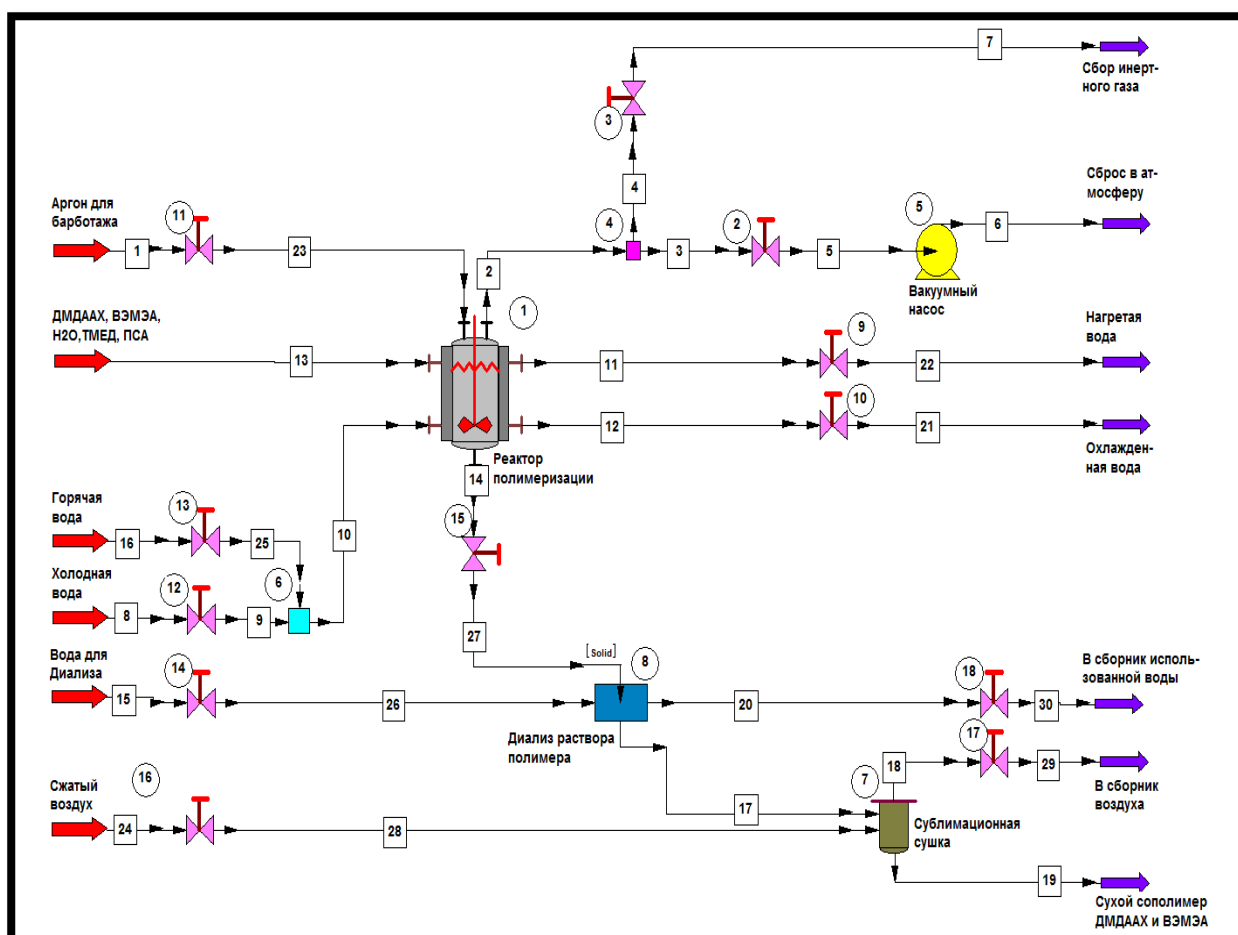 7
Сбор инерт-
ного газа
3
4
Сброс в ат-
мосферу
Аргон для
барботажа
11
4
2
5
6
1
23
2
3
5
Вакуумный
насос
ДМДААХ, ВЭМЭА,
H2O,ТМЕД, ПСА
1
9
Нагретая
вода
13
11
22
10
12
21
Реактор
полимеризации
Охлажден-
ная вода
14
Горячая
вода
13
15
16
25
10
Холодная
вода
12
6
8
9
27
[Solid]
Вода для
Диализа
14
8
18
В сборник исполь-
зованной воды
15
26
20
30
Диализ раствора
полимера
17
18
29
В сборник
воздуха
Сжатый
воздух
16
7
17
24
28
Сублимационная
сушка
19
Сухой сополимер
ДМДААХ и ВЭМЭА